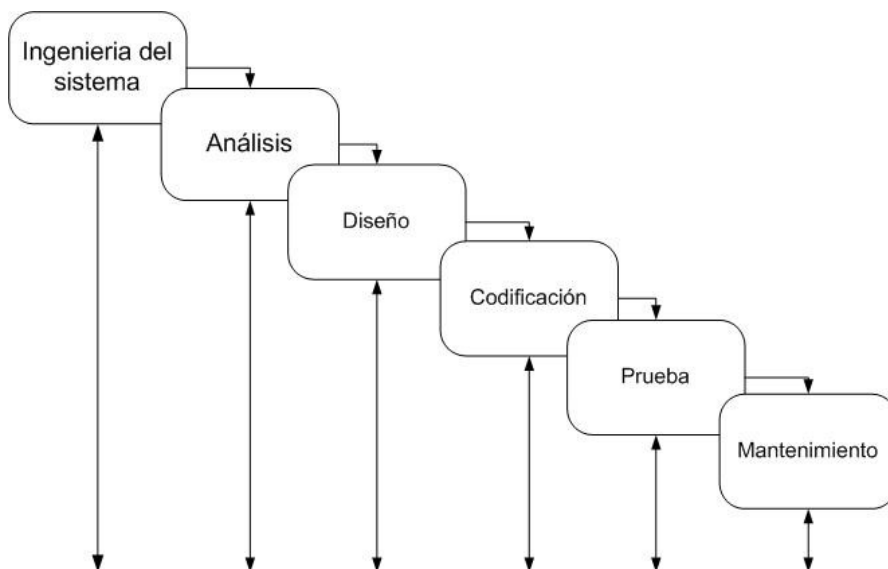 Ingenieria del
sistema
Análisis
Diseño
Codificación
Prueba
Mantenimiento